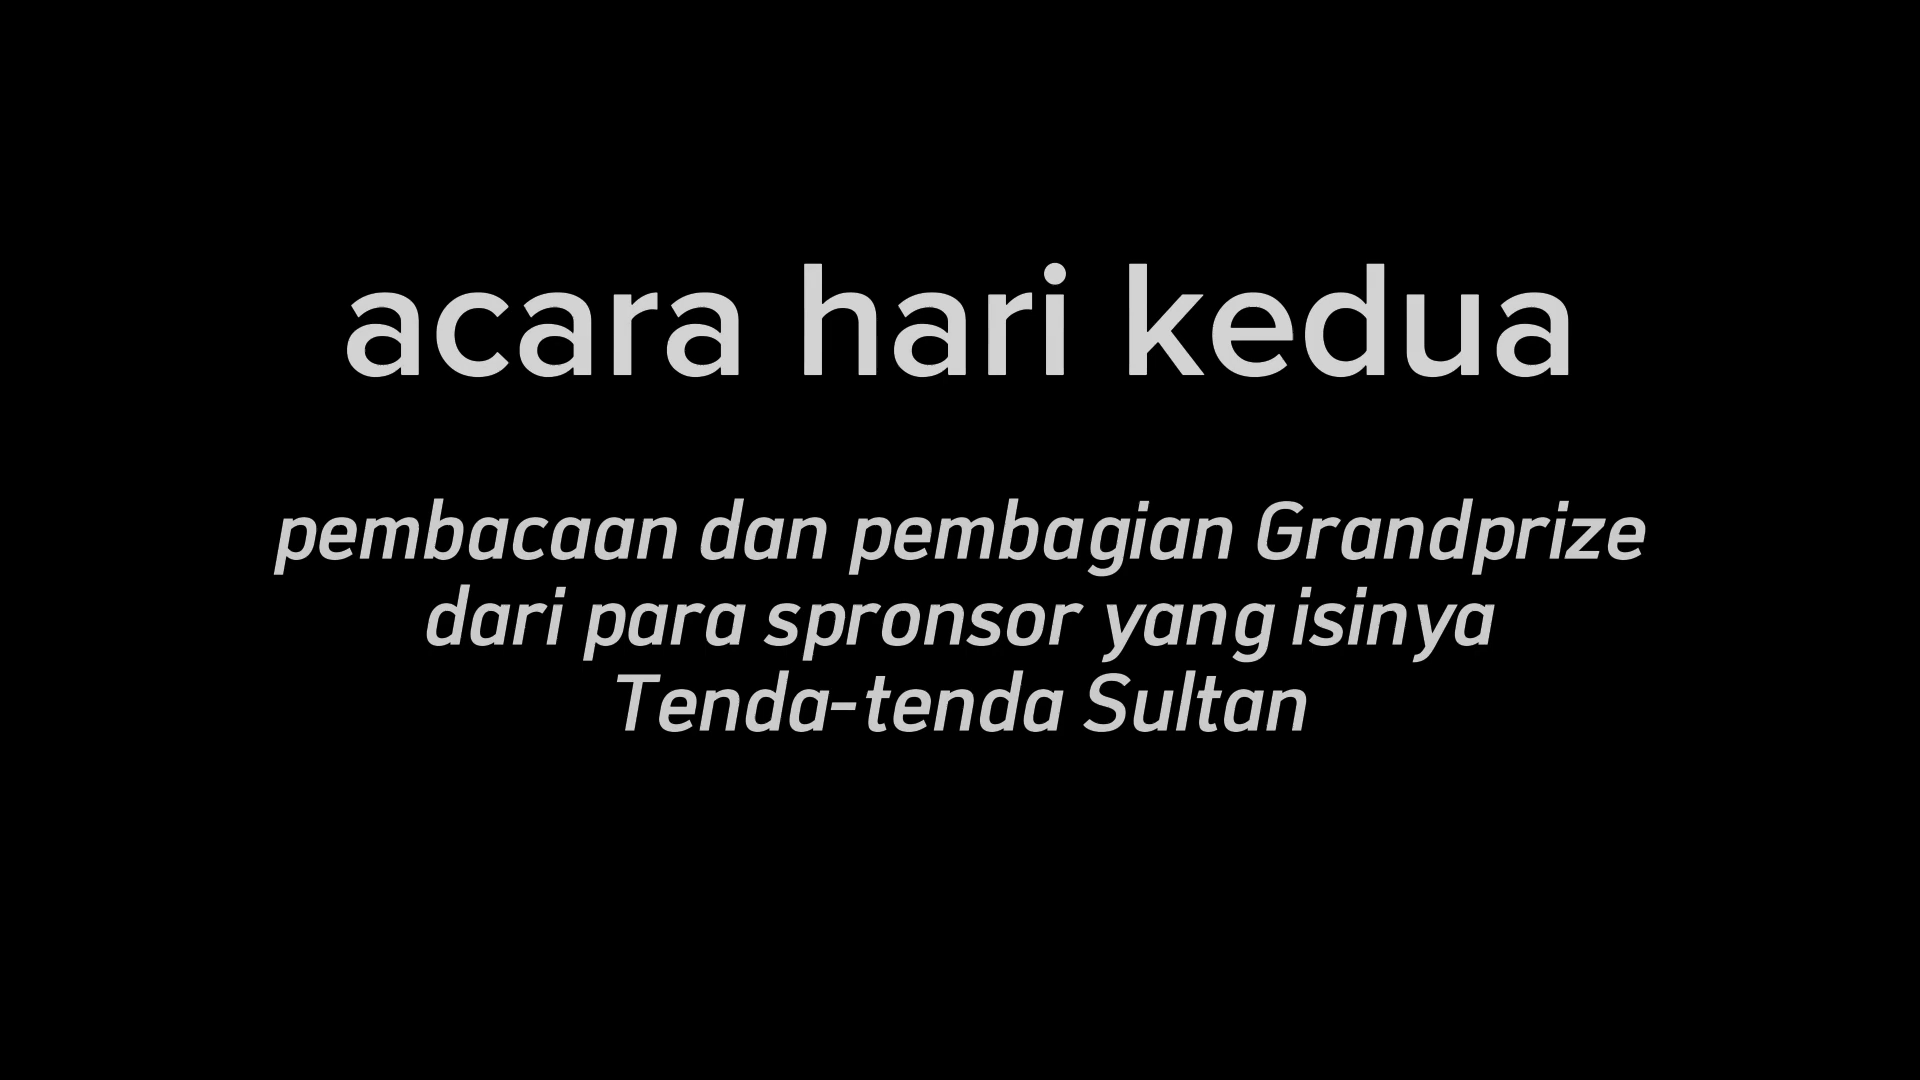 acara hari kedua
pembacaan dan pembagian Grandprize
dari para spronsor yang isinya
Tenda-tenda Sultan